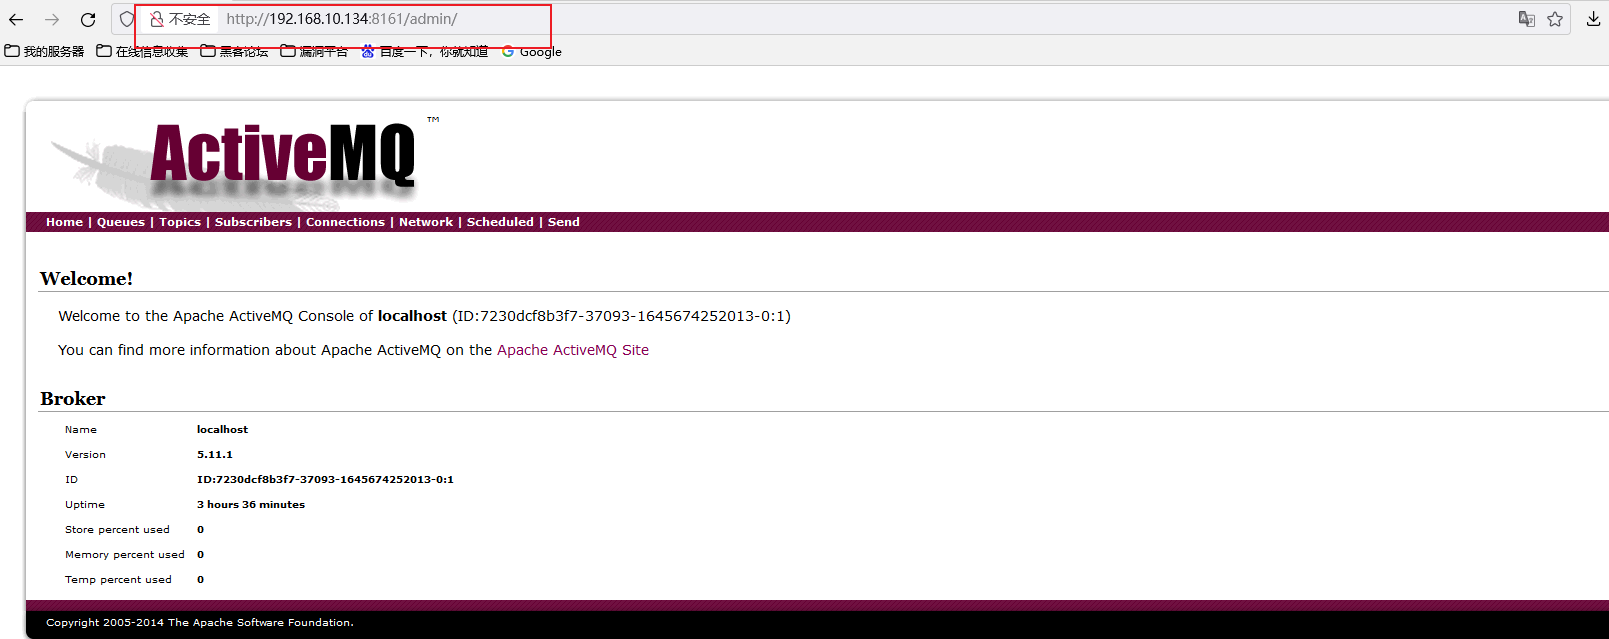 不安全 http://192.168.10.134:8161/admin/
我的服务器 在线信息收集 黑客论坛 漏洞平台 百度一下，你就知道 Google
ActiveMQ ™
Home | Queues | Topics | Subscribers | Connections | Network | Scheduled | Send
Welcome!
Welcome to the Apache ActiveMQ Console of localhost (ID:7230dcf8b3f7-37093-1645674252013-0:1)
You can find more information about Apache ActiveMQ on the Apache ActiveMQ Site
Broker
Name localhost
Version 5.11.1
ID ID:7230dcf8b3f7-37093-1645674252013-0:1
Uptime 3 hours 36 minutes
Store percent used 0
Memory percent used 0
Temp percent used 0
Copyright 2005-2014 The Apache Software Foundation.